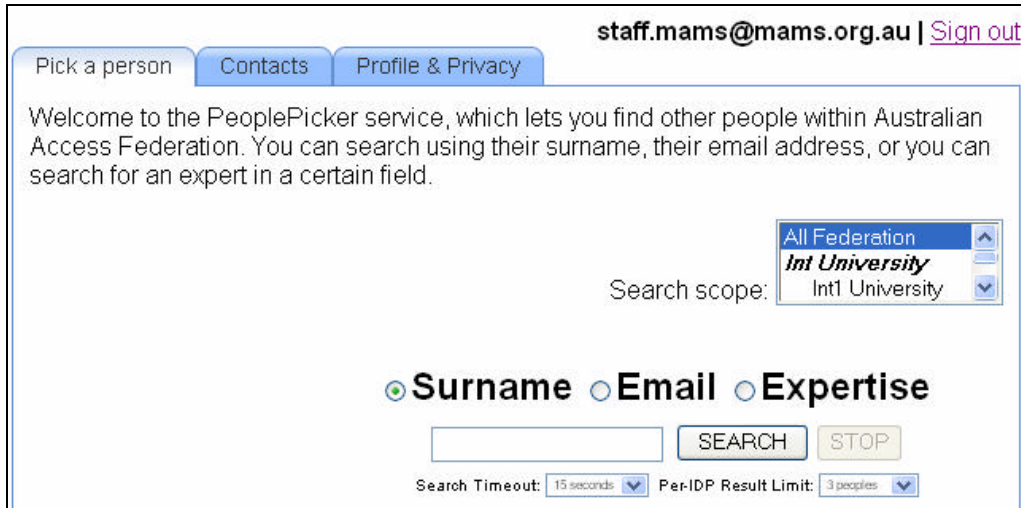 staff.mams@mams.org.au | Sign out
Pick a person Contacts Profile & Privacy
Welcome to the PeoplePicker service, which lets you find other people within Australian
Access Federation. You can search using their surname, their email address, or you can
search for an expert in a certain field.
All Federation
Int University
Search scope: Int1 University
Surname Email Expertise
SEARCH STOP
Search Timeout: 15 seconds Per-IDP Result Limit: 3 peoples